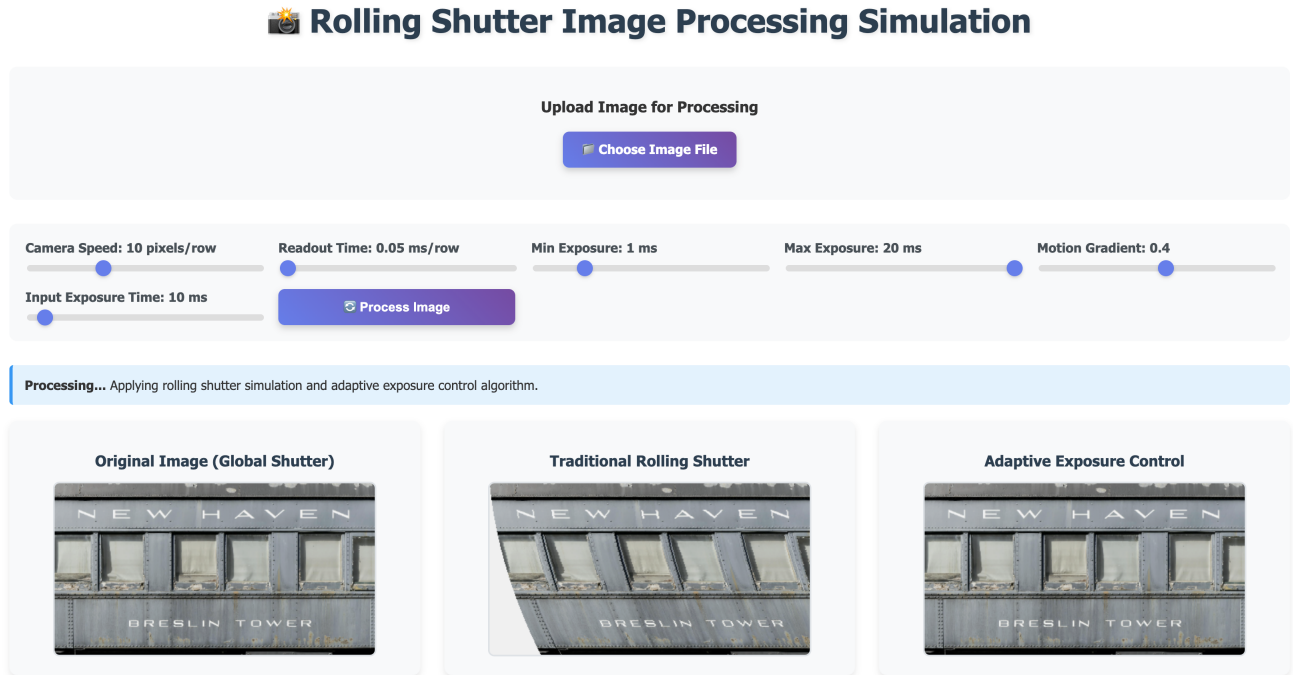 📸 Rolling Shutter Image Processing Simulation
Upload Image for Processing
📁 Choose Image File
Camera Speed: 10 pixels/row
Readout Time: 0.05 ms/row
Min Exposure: 1 ms
Max Exposure: 20 ms
Motion Gradient: 0.4
Input Exposure Time: 10 ms
🔄 Process Image
Processing... Applying rolling shutter simulation and adaptive exposure control algorithm.
Original Image (Global Shutter)
NEW HAVEN
BRESLIN TOWER
Traditional Rolling Shutter
NEW HAVEN
BRESLIN TOWER
Adaptive Exposure Control
NEW HAVEN
BRESLIN TOWER